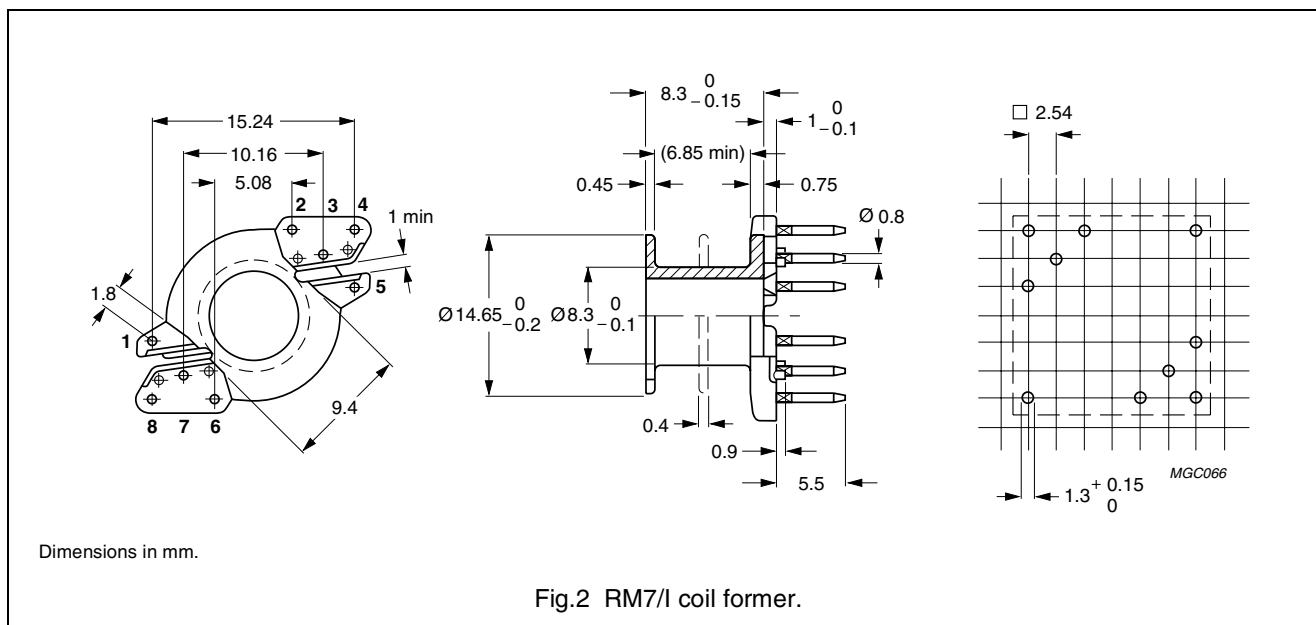 15.24
10.16
5.08
2 3 4
1 min
5
1.8
1
8 7 6
9.4
8.3 0 −0.15
1 0 −0.1
(6.85 min)
0.45
0.75
Ø 0.8
Ø 14.65 0 −0.2
Ø 8.3 0 −0.1
0.4
0.9
5.5
□ 2.54
MGC066
1.3 + 0.15 0
Dimensions in mm.
Fig.2 RM7/I coil former.